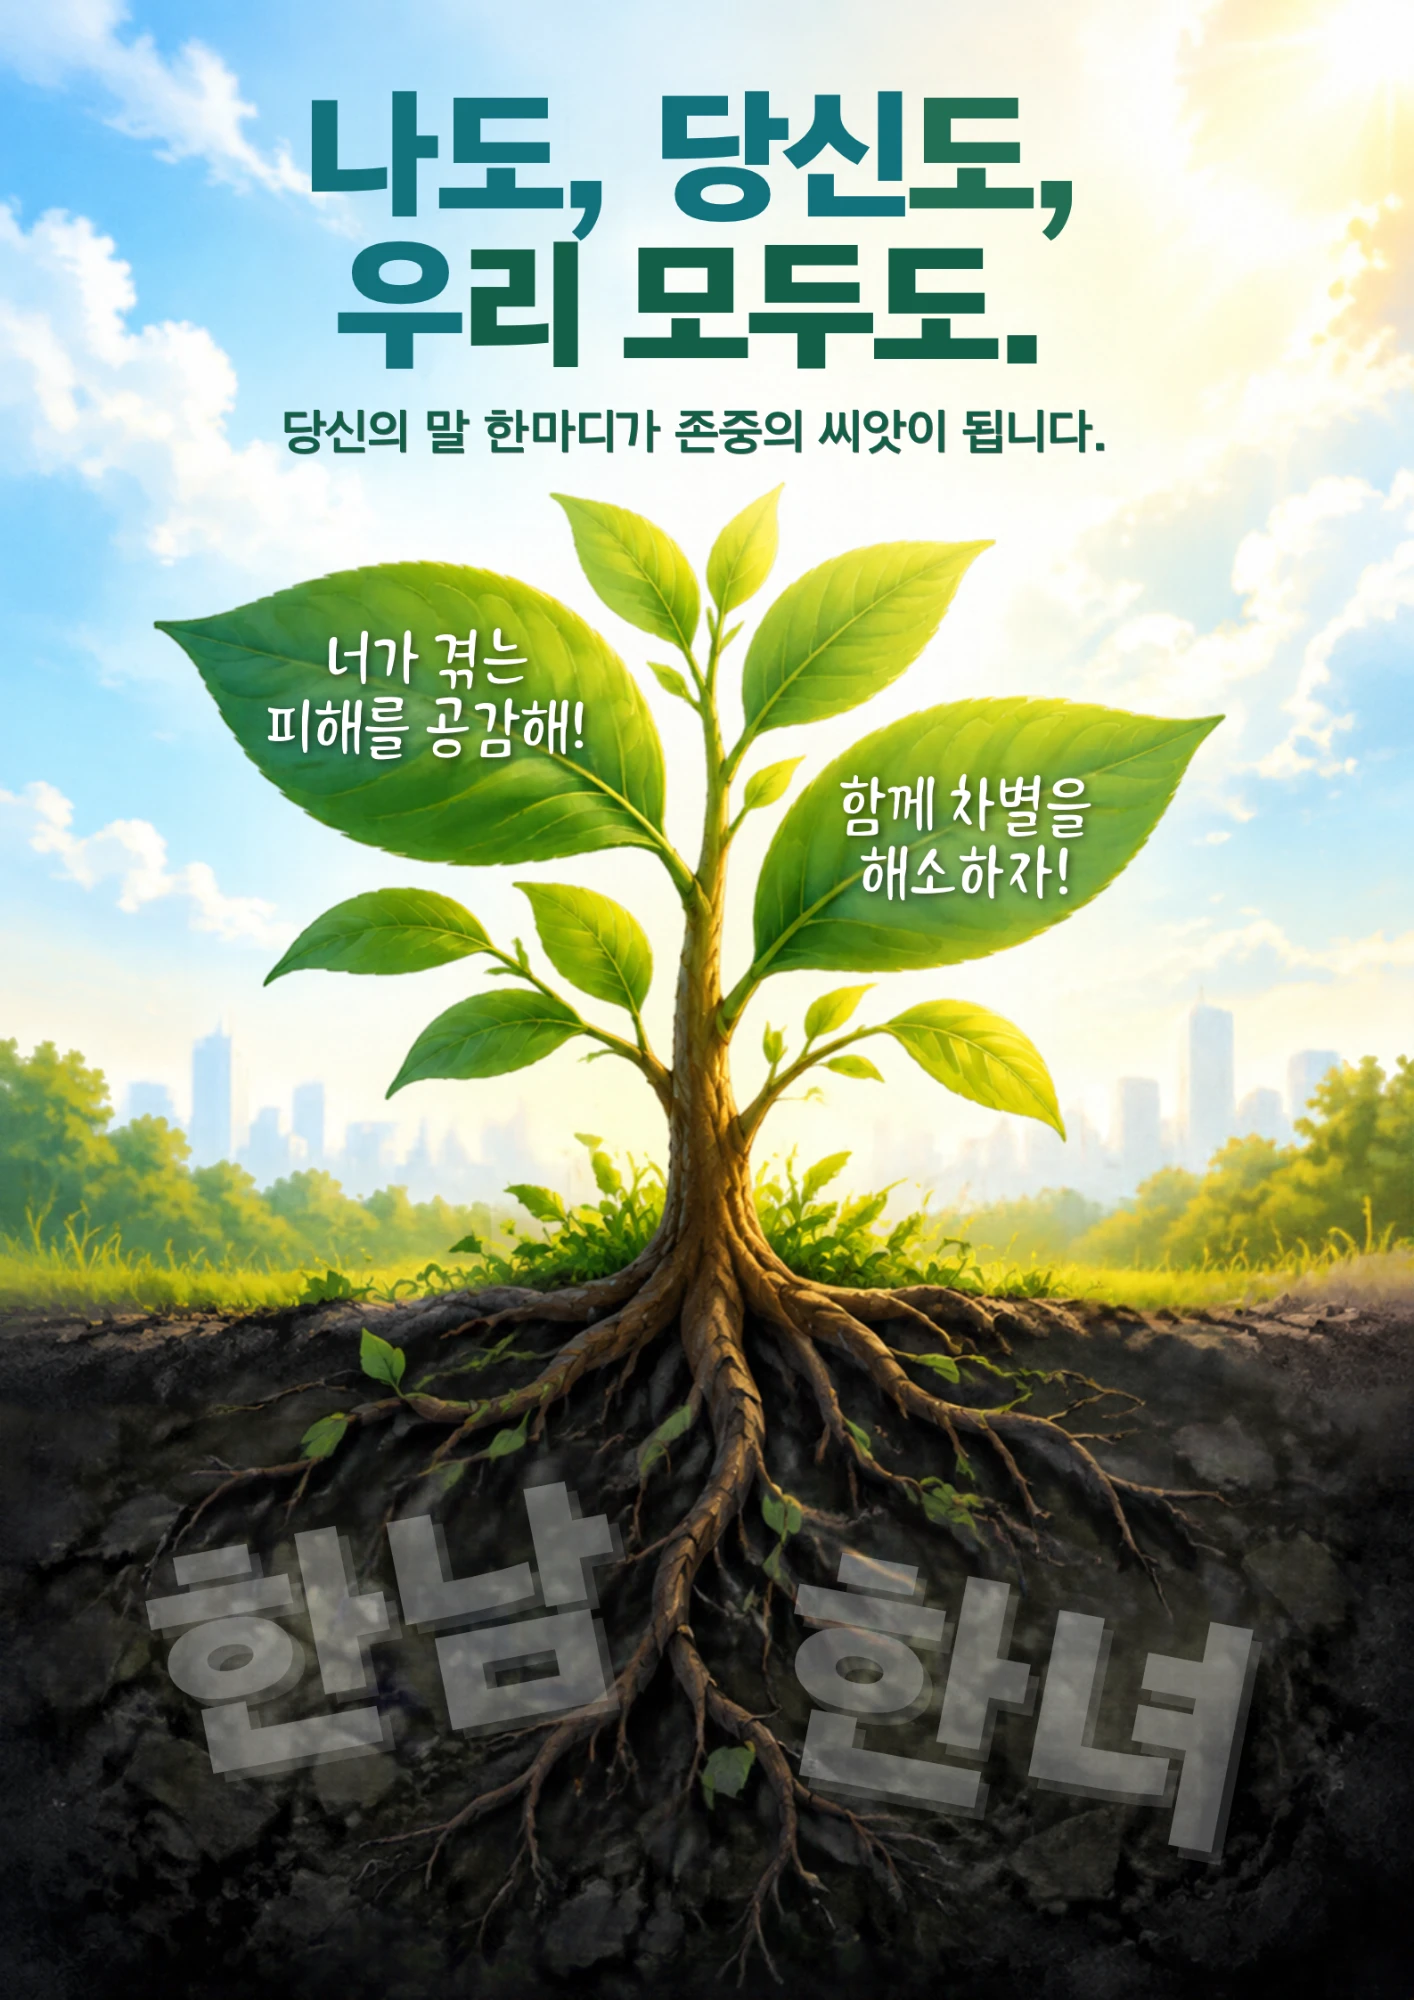 나도, 당신도,
우리 모두도.
당신의 말 한마디가 존중의 씨앗이 됩니다.
너가 겪는
피해를 공감해!
함께 차별을
해소하자!
한남
한녀